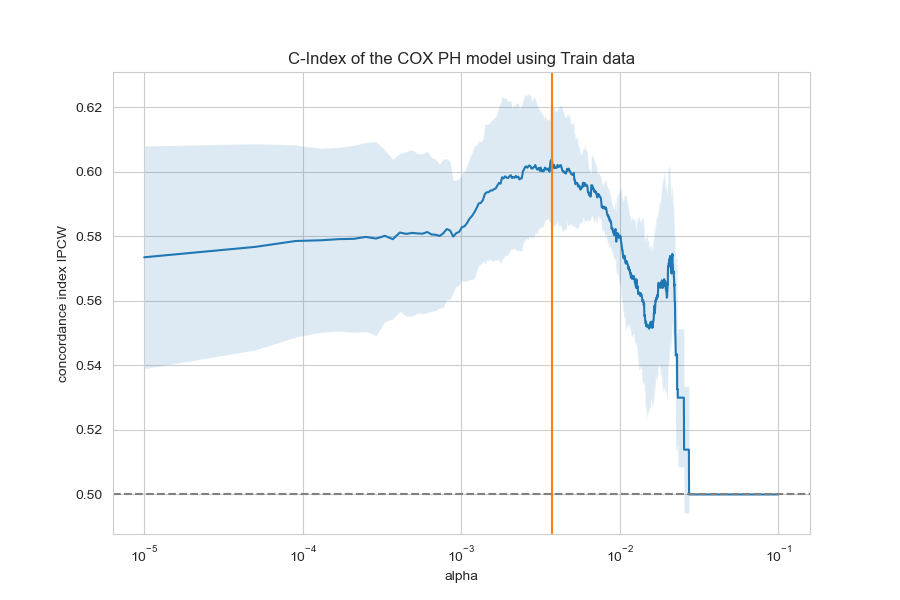 C-Index of the COX PH model using Train data
concordance index IPCW
0.62
0.60
0.58
0.56
0.54
0.52
0.50
10⁻⁵ 10⁻⁴ 10⁻³ 10⁻² 10⁻¹
alpha